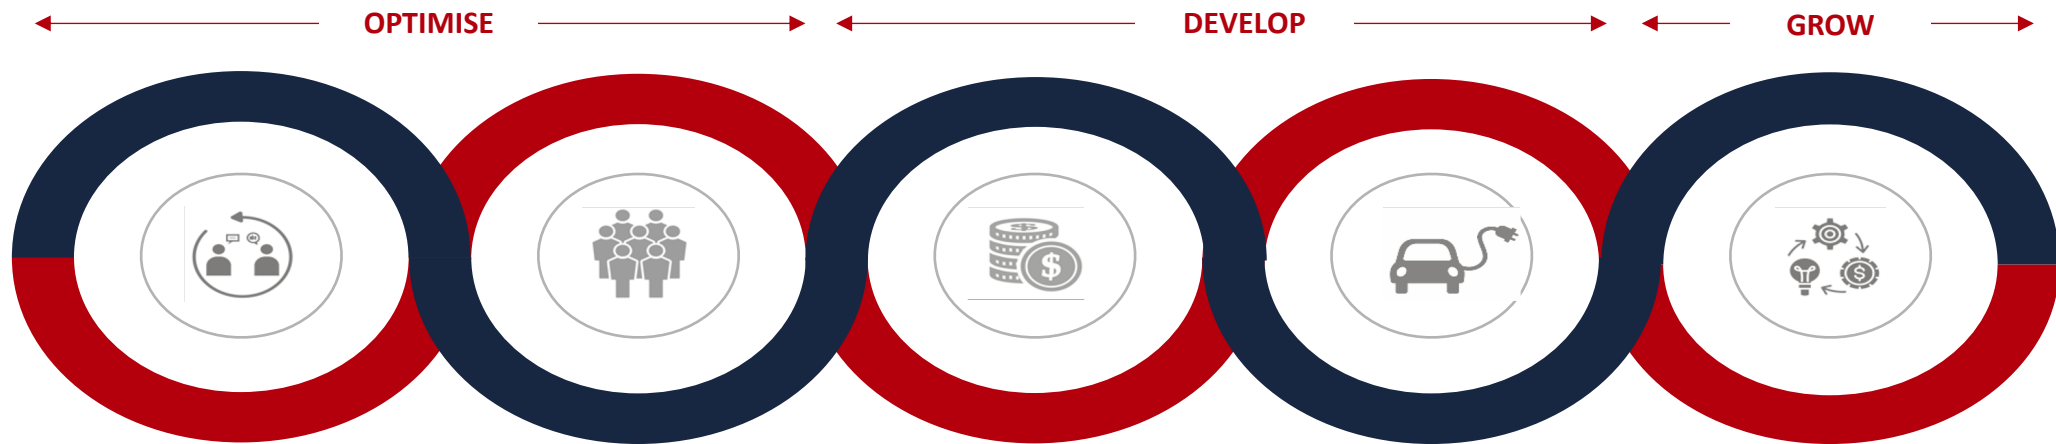 OPTIMISE
DEVELOP
GROW
$
$
$